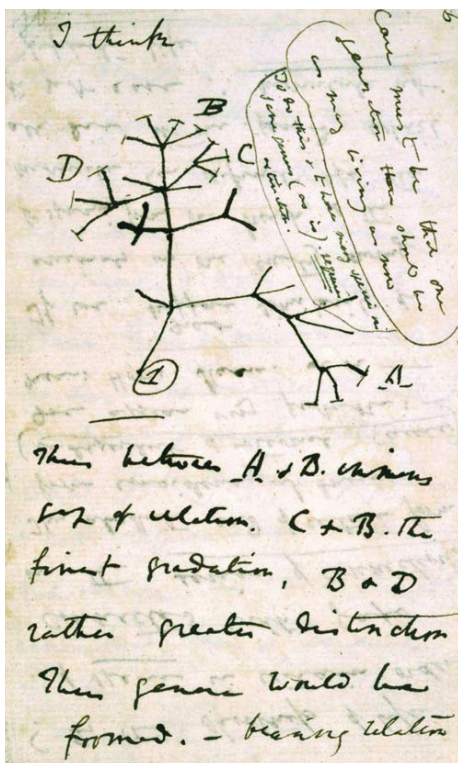 I think
Case must be that one
generation then should be
as many living as now
To do this & to have many species in
same genus (as is). requires
extinction.
B
D
C
A
1
Thus between A & B. immens
gap of relation. C & B. the
finest gradation, B & D
rather greater distinction
Thus genera would be
formed. — bearing relation